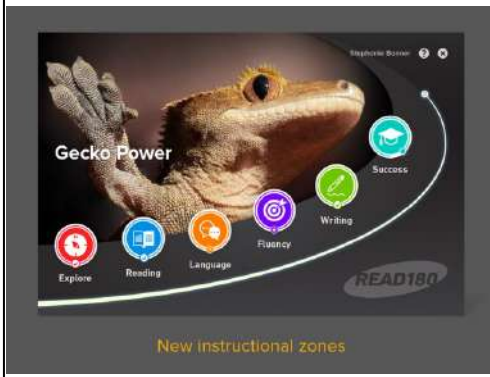 Stephanie Bonner
Gecko Power
Success
Writing
Fluency
Language
Reading
Explore
READ180
New instructional zones